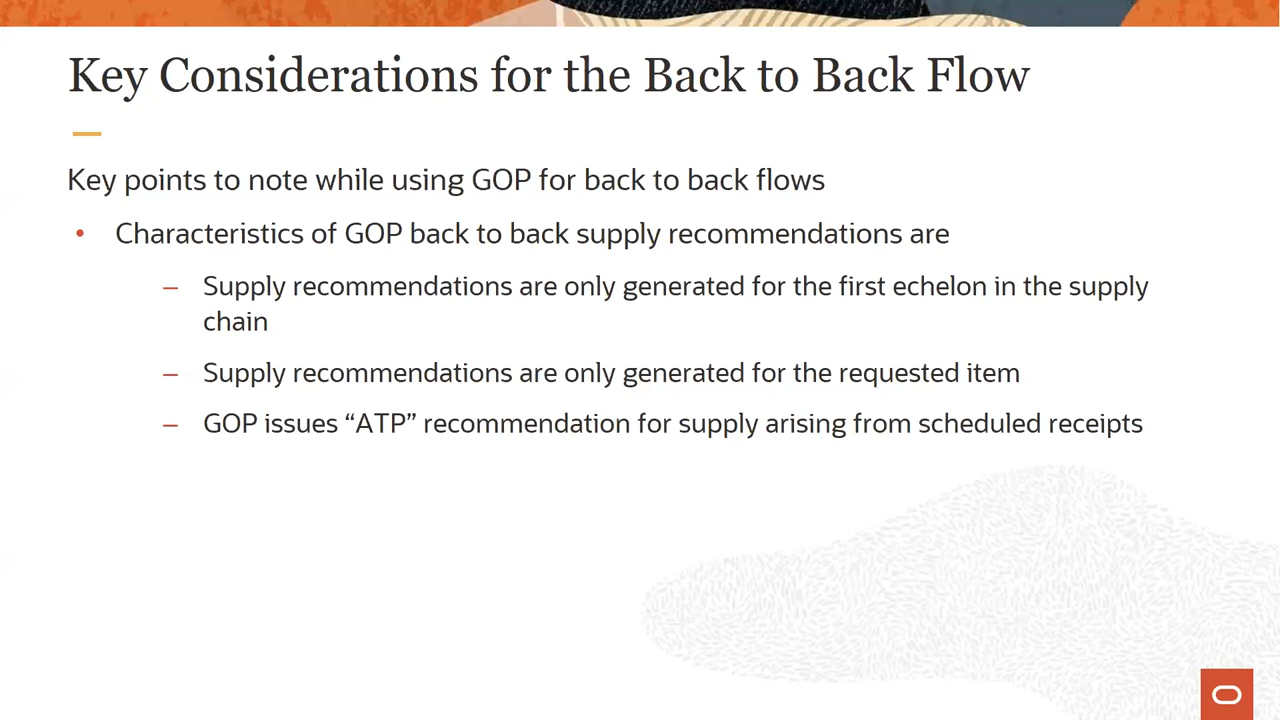 Key Considerations for the Back to Back Flow
Key points to note while using GOP for back to back flows
• Characteristics of GOP back to back supply recommendations are
– Supply recommendations are only generated for the first echelon in the supply
chain
– Supply recommendations are only generated for the requested item
– GOP issues “ATP” recommendation for supply arising from scheduled receipts